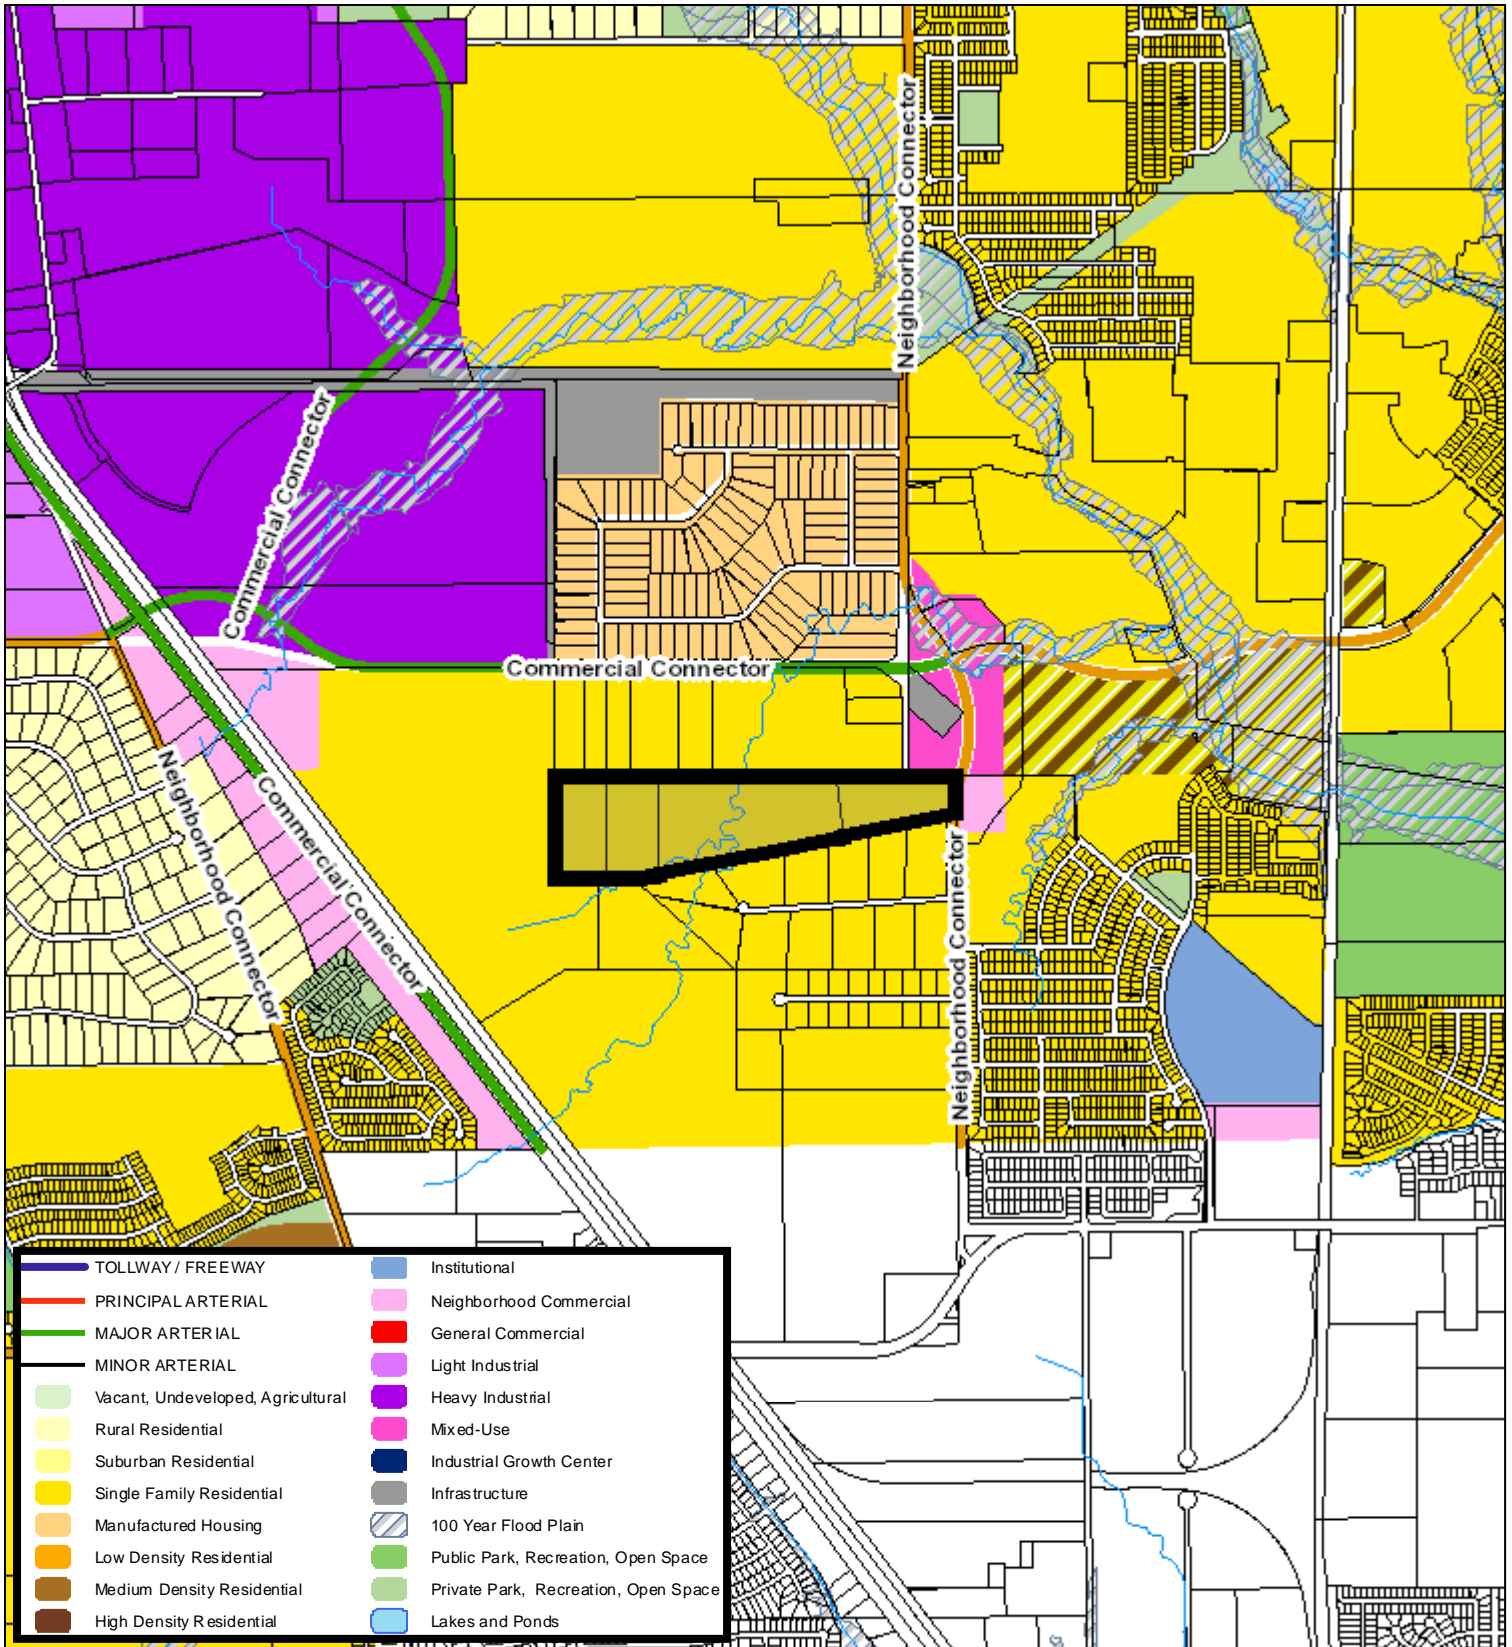 Neighborhood Connector
Commercial Connector
Commercial Connector
Neighborhood Connector
Commercial Connector
Neighborhood Connector
TOLLWAY / FREEWAY
PRINCIPAL ARTERIAL
MAJOR ARTERIAL
MINOR ARTERIAL
Vacant, Undeveloped, Agricultural
Rural Residential
Suburban Residential
Single Family Residential
Manufactured Housing
Low Density Residential
Medium Density Residential
High Density Residential
Institutional
Neighborhood Commercial
General Commercial
Light Industrial
Heavy Industrial
Mixed-Use
Industrial Growth Center
Infrastructure
100 Year Flood Plain
Public Park, Recreation, Open Space
Private Park, Recreation, Open Space
Lakes and Ponds